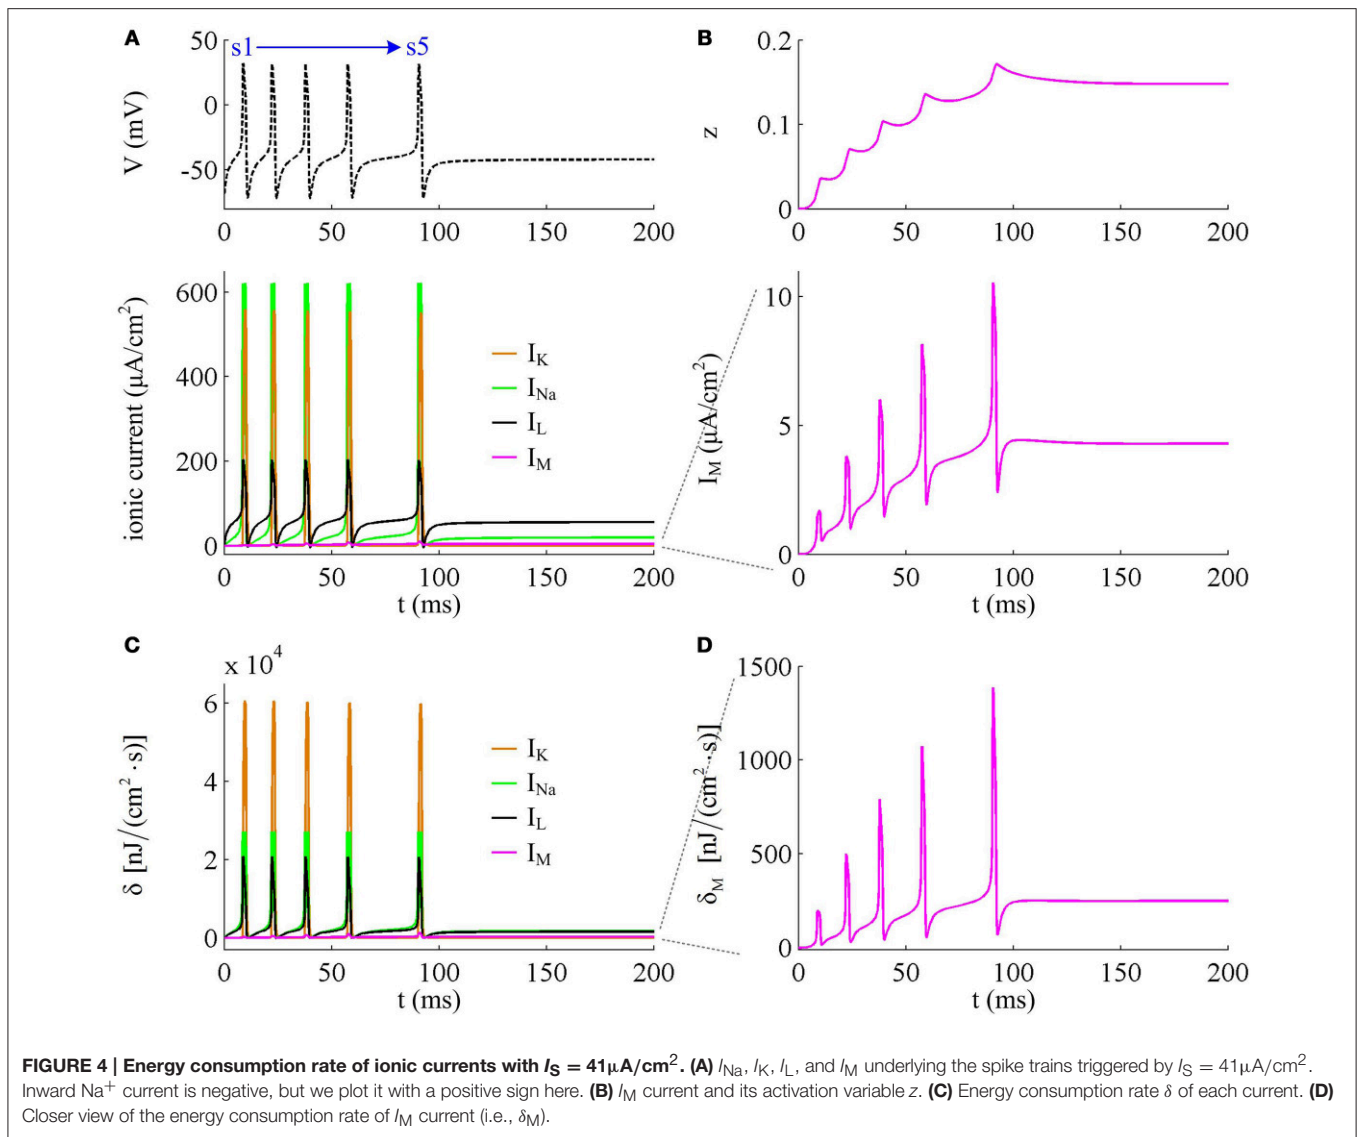 A
50
0
-50
V (mV)
s1
s5
0
50
100
150
200
B
0.2
0.1
0
z
0
50
100
150
200
600
400
200
0
ionic current (μA/cm²)
I_K
I_Na
I_L
I_M
0
50
100
150
200
t (ms)
10
5
0
I_M (μA/cm²)
0
50
100
150
200
t (ms)
C
x 10⁴
6
4
2
0
δ [nJ/(cm²·s)]
I_K
I_Na
I_L
I_M
0
50
100
150
200
t (ms)
D
1500
1000
500
0
δ_M [nJ/(cm²·s)]
0
50
100
150
200
t (ms)
FIGURE 4 | Energy consumption rate of ionic currents with I_S = 41μA/cm². (A) I_Na, I_K, I_L, and I_M underlying the spike trains triggered by I_S = 41μA/cm².
Inward Na⁺ current is negative, but we plot it with a positive sign here. (B) I_M current and its activation variable z. (C) Energy consumption rate δ of each current. (D)
Closer view of the energy consumption rate of I_M current (i.e., δ_M).